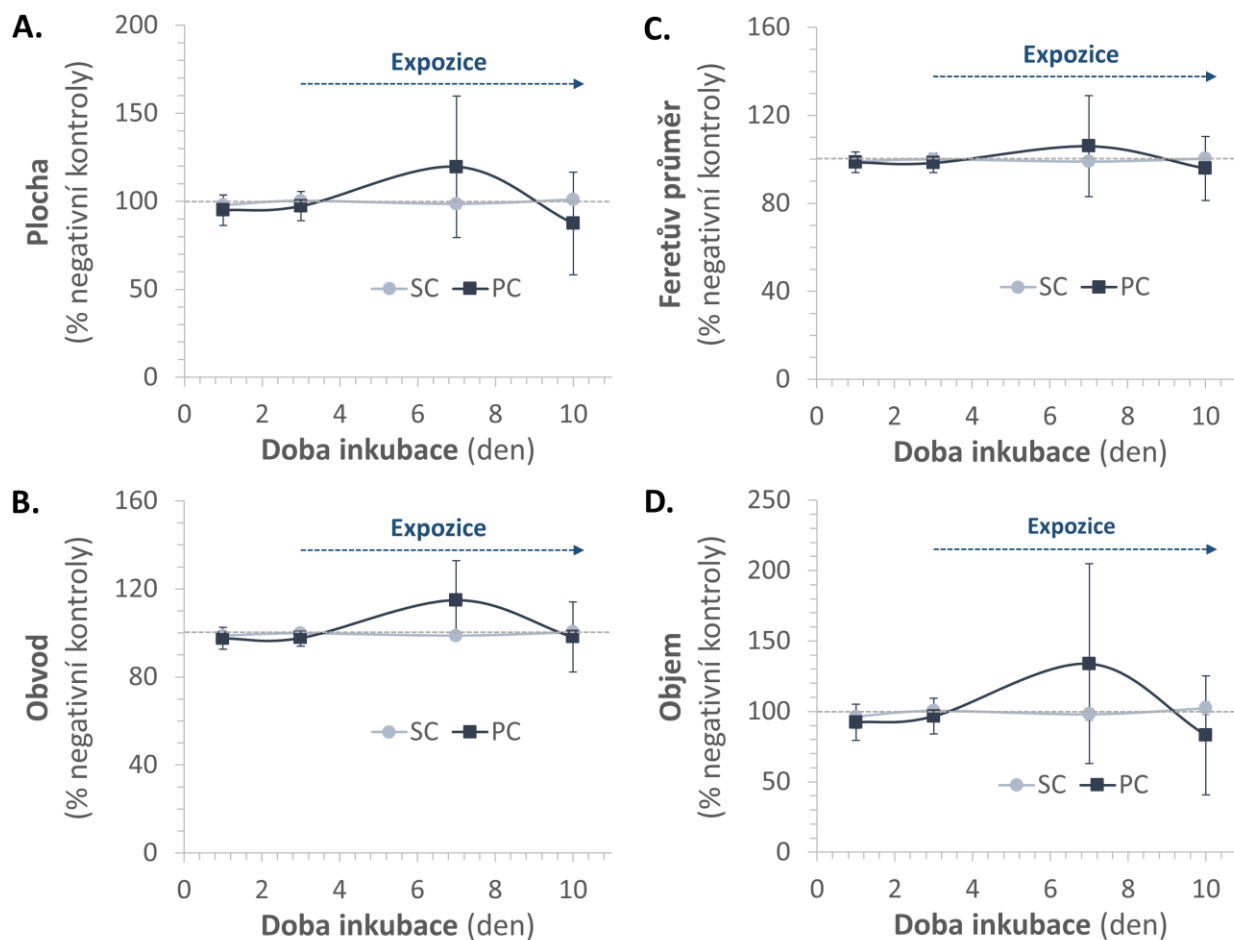 A.
200
150
100
50
0
Plocha
(% negativní kontroly)
Expozice
SC
PC
0 2 4 6 8 10
Doba inkubace (den)
C.
160
120
80
40
0
Feretův průměr
(% negativní kontroly)
Expozice
SC
PC
0 2 4 6 8 10
Doba inkubace (den)
B.
160
120
80
40
0
Obvod
(% negativní kontroly)
Expozice
SC
PC
0 2 4 6 8 10
Doba inkubace (den)
D.
250
200
150
100
50
0
Objem
(% negativní kontroly)
Expozice
SC
PC
0 2 4 6 8 10
Doba inkubace (den)